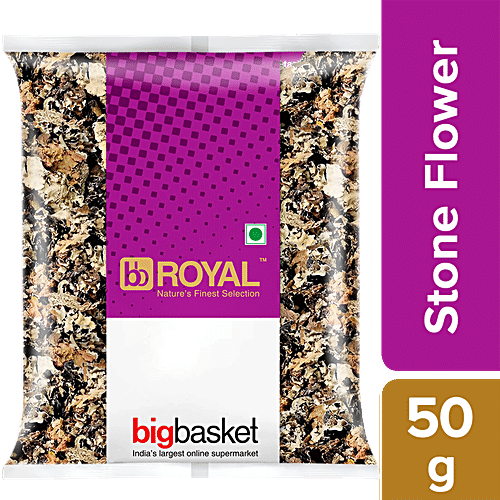 bb ROYAL™
Nature's Finest Selection
bigbasket
India's largest online supermarket
Stone Flower
50
g